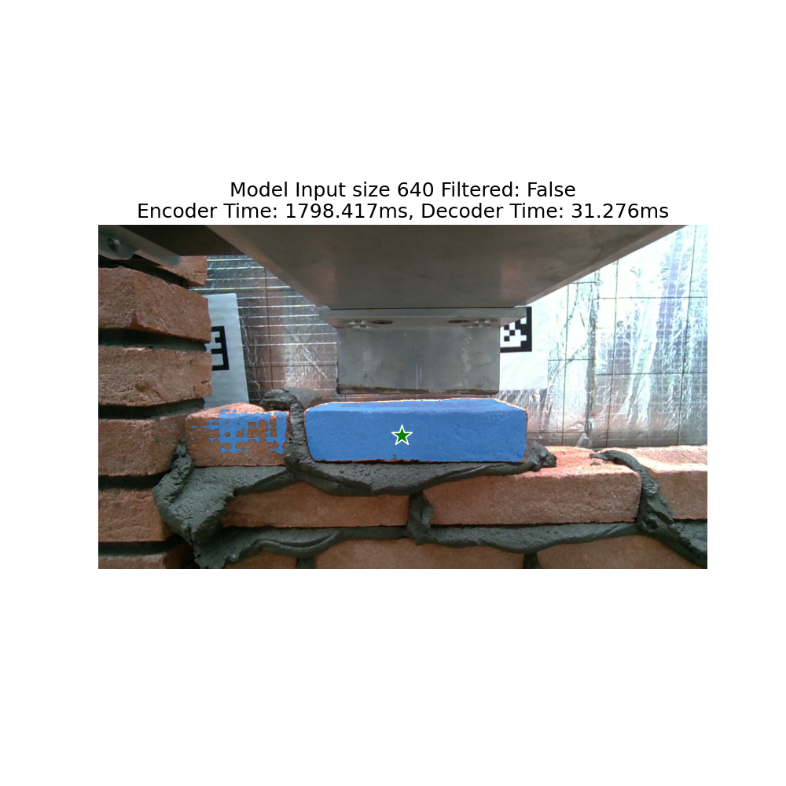 Model Input size 640 Filtered: False
Encoder Time: 1798.417ms, Decoder Time: 31.276ms